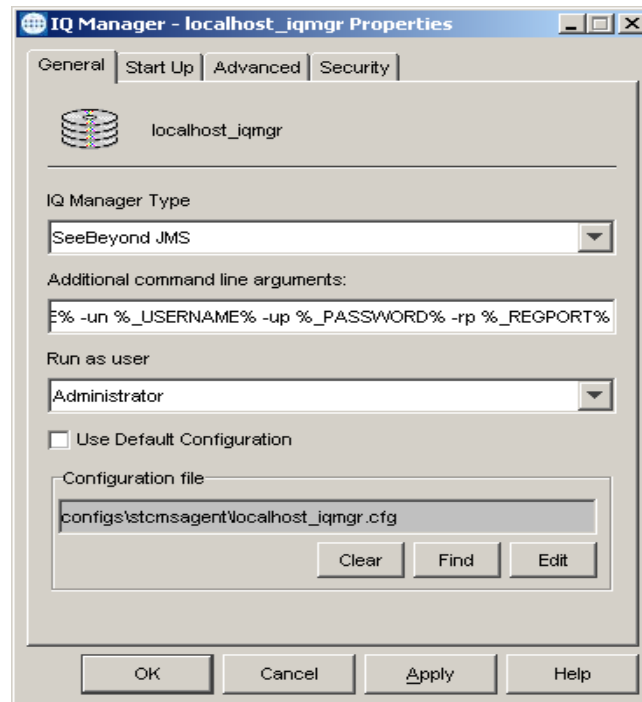 IQ Manager - localhost_iqmgr Properties
General Start Up Advanced Security
localhost_iqmgr
IQ Manager Type
SeeBeyond JMS
Additional command line arguments:
E% -un %_USERNAME% -up %_PASSWORD% -rp %_REGPORT%
Run as user
Administrator
Use Default Configuration
Configuration file
configs\stcmsagent\localhost_iqmgr.cfg
Clear Find Edit
OK Cancel Apply Help